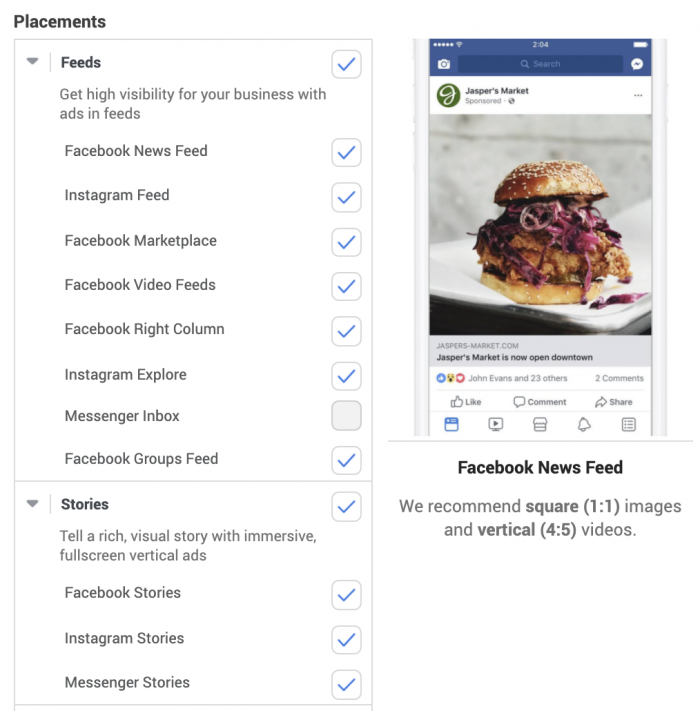 Placements
Feeds
Get high visibility for your business with
ads in feeds
Facebook News Feed
Instagram Feed
Facebook Marketplace
Facebook Video Feeds
Facebook Right Column
Instagram Explore
Messenger Inbox
Facebook Groups Feed
Stories
Tell a rich, visual story with immersive,
fullscreen vertical ads
Facebook Stories
Instagram Stories
Messenger Stories
2:04
Search
Jasper's Market
Sponsored ·
JASPERS-MARKET.COM
Jasper's Market is now open downtown
John Evans and 23 others 2 Comments
Like Comment Share
Facebook News Feed
We recommend square (1:1) images
and vertical (4:5) videos.